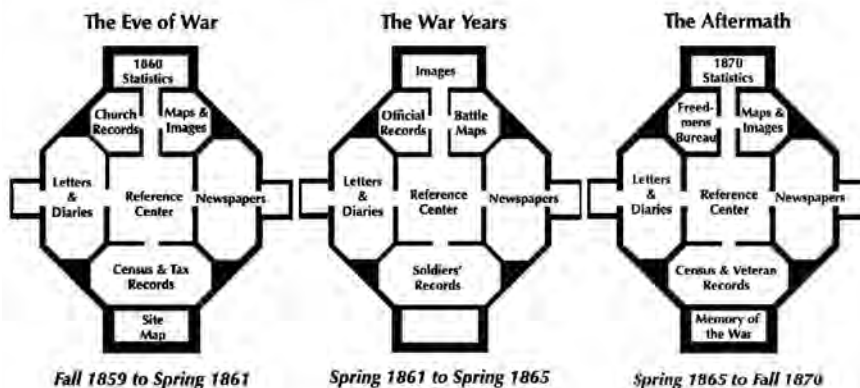 The Eve of War
1860
Statistics
Church
Records
Maps &
Images
Letters
&
Diaries
Reference
Center
Newspapers
Census & Tax
Records
Site
Map
Fall 1859 to Spring 1861
The War Years
Images
Official
Records
Battle
Maps
Letters
&
Diaries
Reference
Center
Newspapers
Soldiers'
Records
Spring 1861 to Spring 1865
The Aftermath
1870
Statistics
Freed-
mens
Bureau
Maps &
Images
Letters
&
Diaries
Reference
Center
Newspapers
Census & Veteran
Records
Memory of
the War
Spring 1865 to Fall 1870